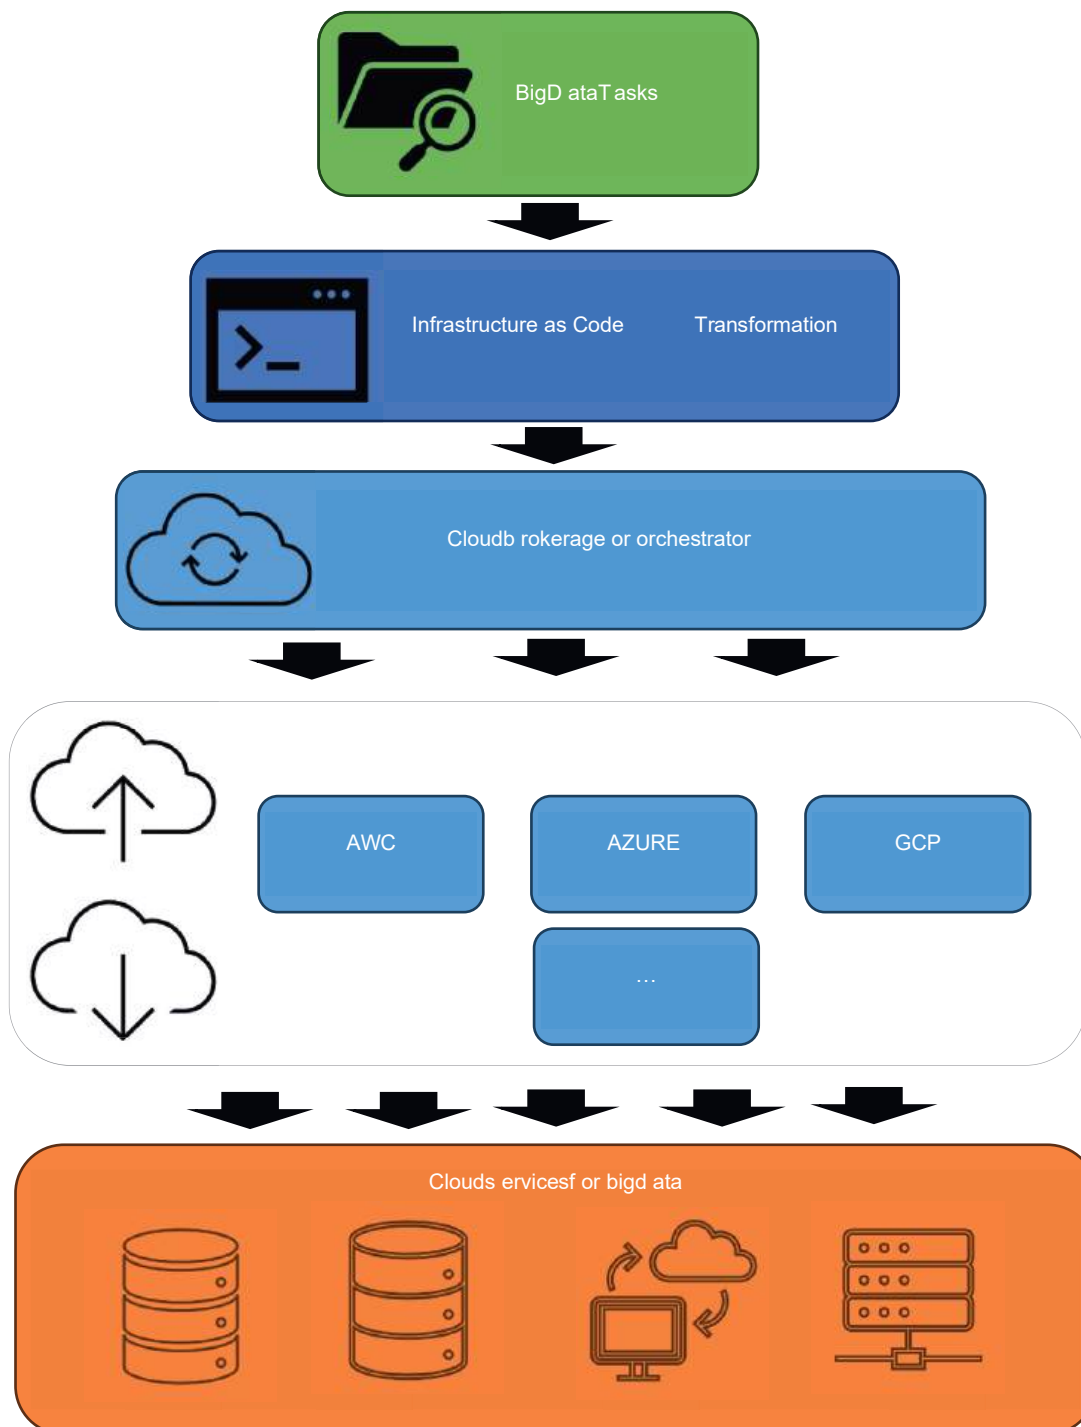 BigD ataT asks
Infrastructure as Code Transformation
Cloudb rokerage or orchestrator
AWC AZURE GCP
…
Clouds ervicesf or bigd ata